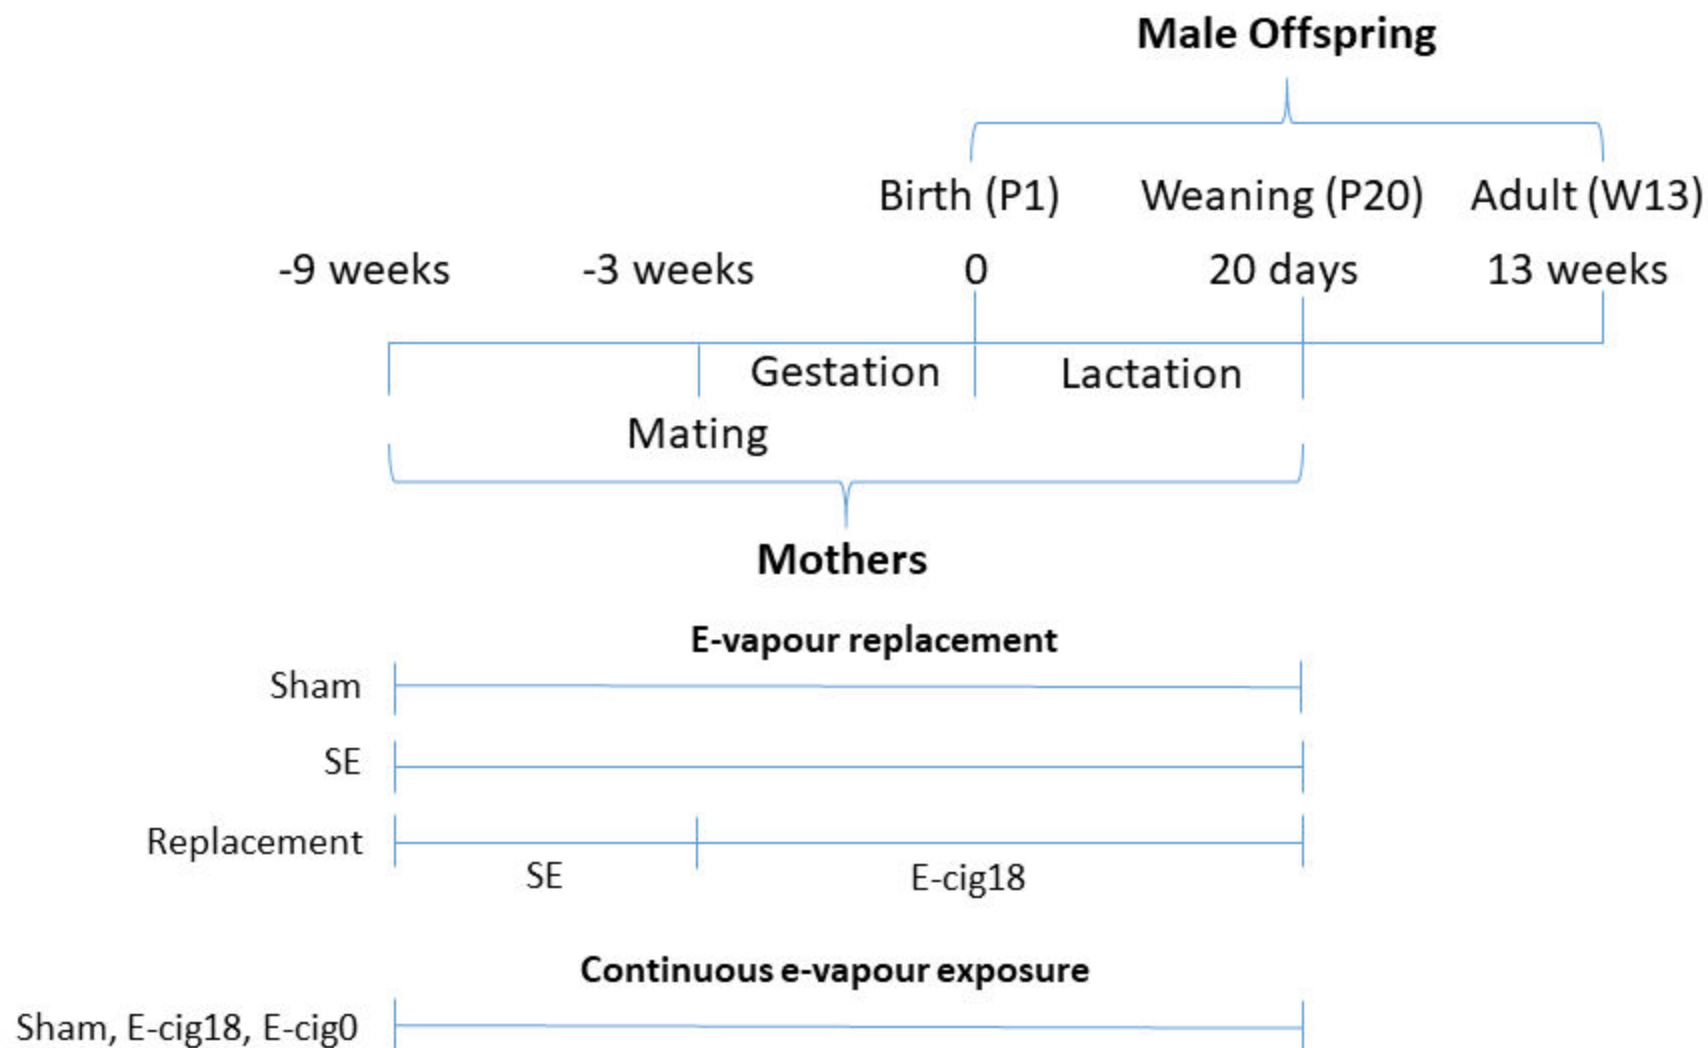 Male Offspring
Birth (P1) Weaning (P20) Adult (W13)
-9 weeks -3 weeks 0 20 days 13 weeks
Gestation Lactation
Mating
Mothers
E-vapour replacement
Sham
SE
Replacement
SE E-cig18
Continuous e-vapour exposure
Sham, E-cig18, E-cig0